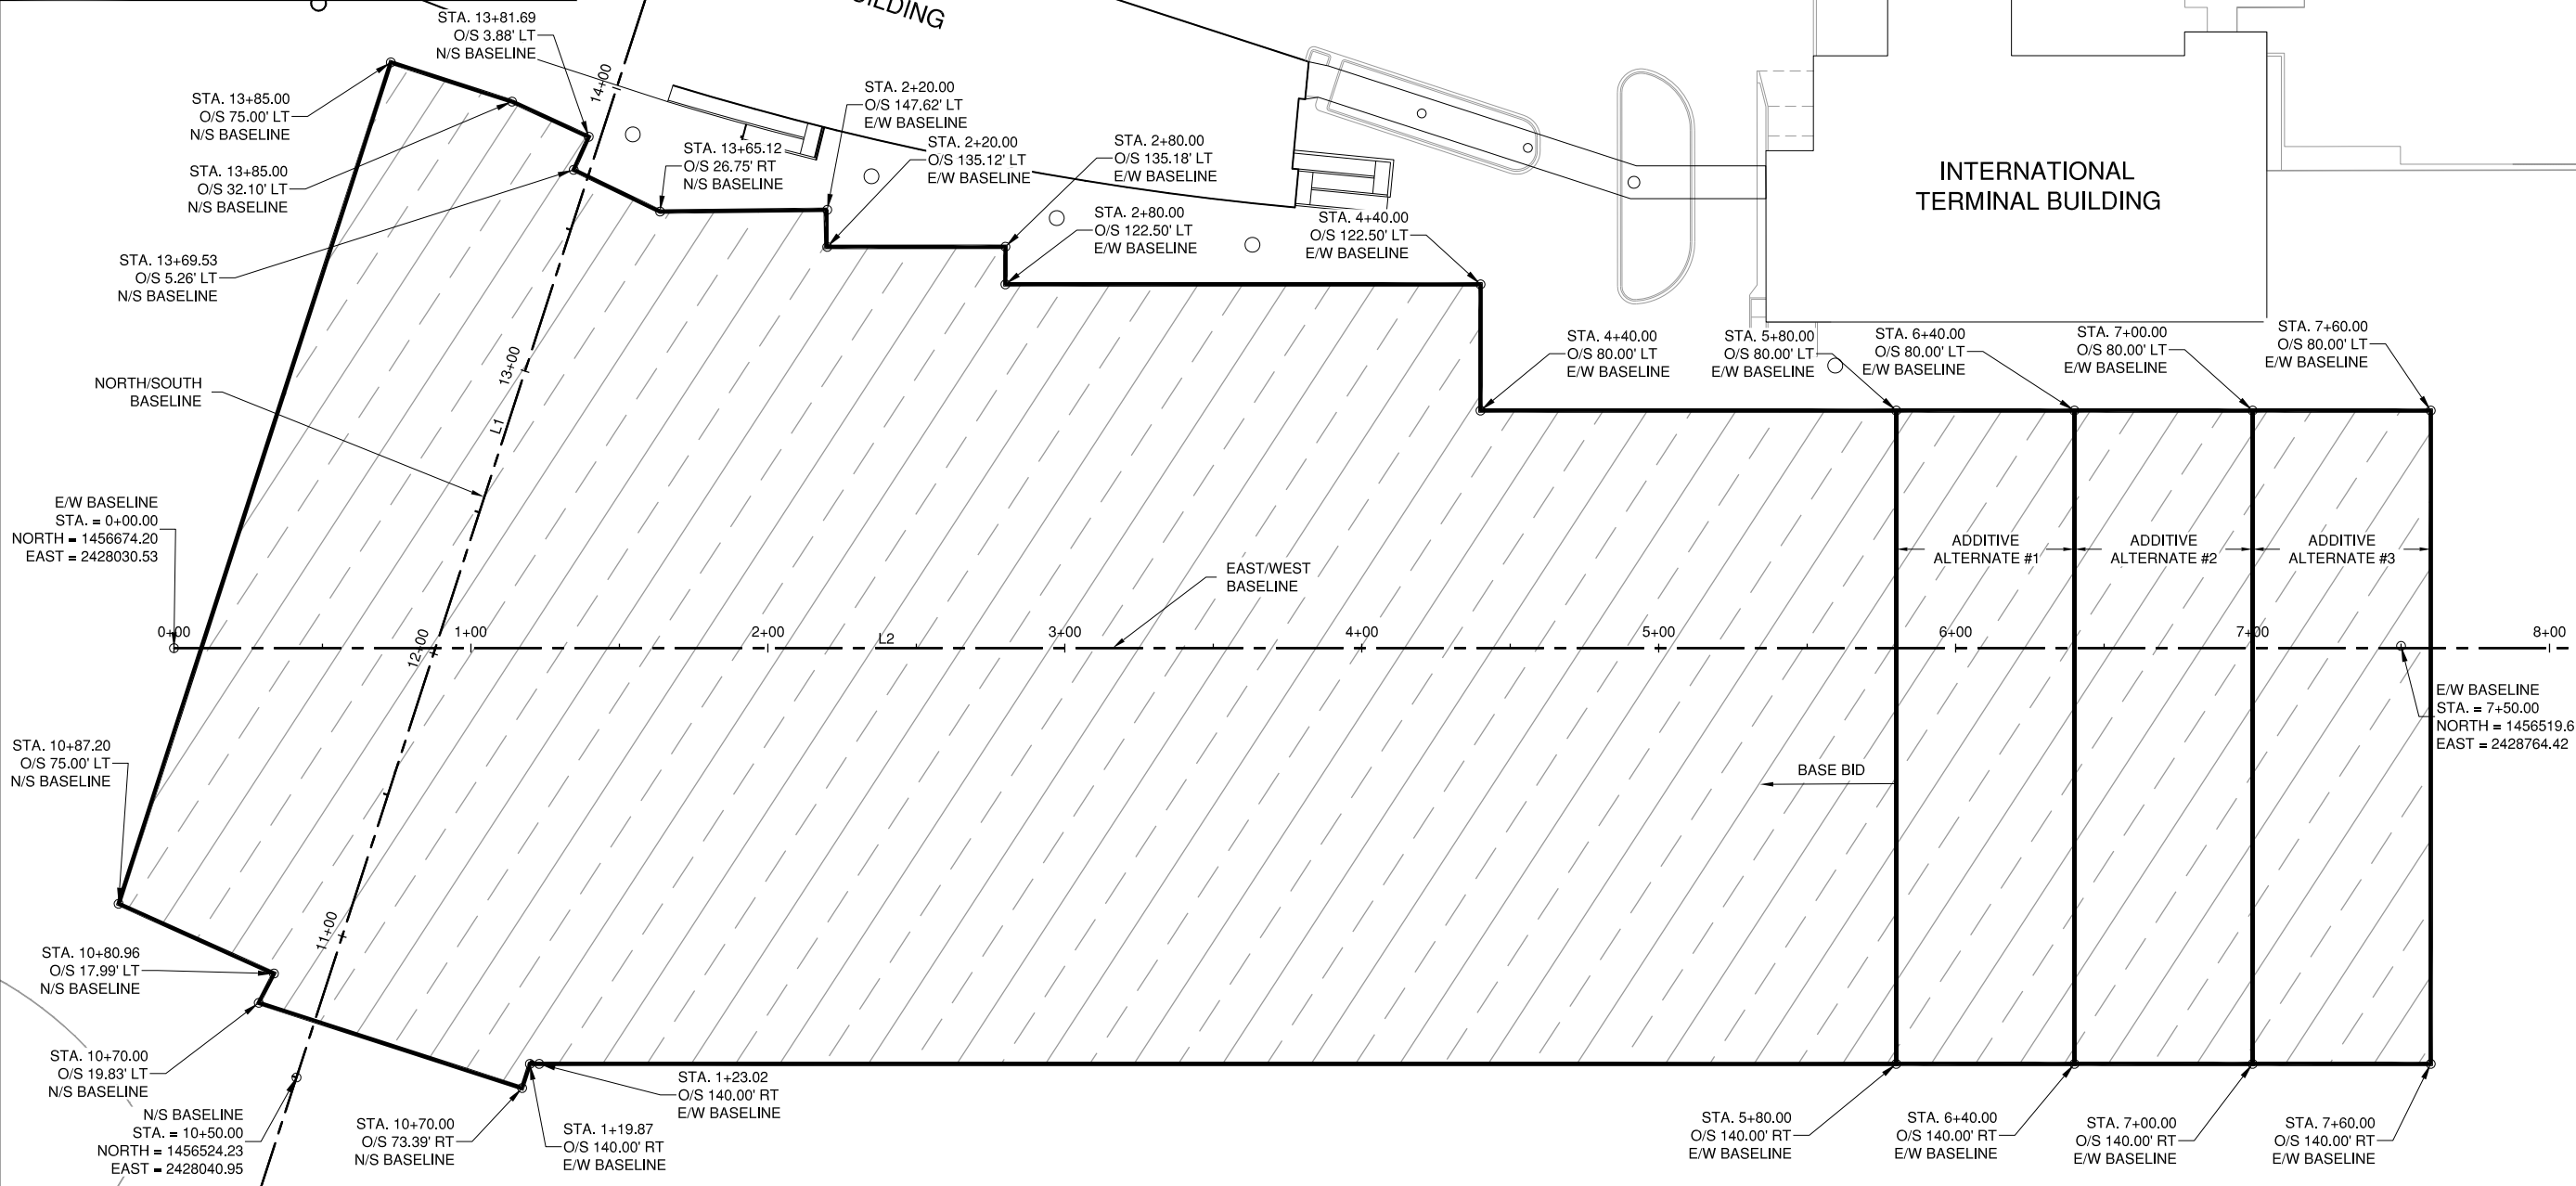 STA. 13+81.69
O/S 3.88' LT
N/S BASELINE
STA. 13+85.00
O/S 75.00' LT
N/S BASELINE
STA. 13+85.00
O/S 32.10' LT
N/S BASELINE
STA. 13+69.53
O/S 5.26' LT
N/S BASELINE
14+00
STA. 13+65.12
O/S 26.75' RT
N/S BASELINE
STA. 2+20.00
O/S 147.62' LT
E/W BASELINE
STA. 2+20.00
O/S 135.12' LT
E/W BASELINE
STA. 2+80.00
O/S 135.18' LT
E/W BASELINE
STA. 2+80.00
O/S 122.50' LT
E/W BASELINE
STA. 4+40.00
O/S 122.50' LT
E/W BASELINE
INTERNATIONAL
TERMINAL BUILDING
STA. 4+40.00
O/S 80.00' LT
E/W BASELINE
STA. 5+80.00
O/S 80.00' LT
E/W BASELINE
STA. 6+40.00
O/S 80.00' LT
E/W BASELINE
STA. 7+00.00
O/S 80.00' LT
E/W BASELINE
STA. 7+60.00
O/S 80.00' LT
E/W BASELINE
13+00
NORTH/SOUTH
BASELINE
L1
E/W BASELINE
STA. = 0+00.00
NORTH = 1456674.20
EAST = 2428030.53
EAST/WEST
BASELINE
ADDITIVE
ALTERNATE #1
ADDITIVE
ALTERNATE #2
ADDITIVE
ALTERNATE #3
0+00
12+00
1+00
2+00
L2
3+00
4+00
5+00
6+00
7+00
8+00
E/W BASELINE
STA. = 7+50.00
NORTH = 1456519.6
EAST = 2428764.42
BASE BID
STA. 10+87.20
O/S 75.00' LT
N/S BASELINE
11+00
STA. 10+80.96
O/S 17.99' LT
N/S BASELINE
STA. 10+70.00
O/S 19.83' LT
N/S BASELINE
N/S BASELINE
STA. = 10+50.00
NORTH = 1456524.23
EAST = 2428040.95
STA. 10+70.00
O/S 73.39' RT
N/S BASELINE
STA. 1+19.87
O/S 140.00' RT
E/W BASELINE
STA. 1+23.02
O/S 140.00' RT
E/W BASELINE
STA. 5+80.00
O/S 140.00' RT
E/W BASELINE
STA. 6+40.00
O/S 140.00' RT
E/W BASELINE
STA. 7+00.00
O/S 140.00' RT
E/W BASELINE
STA. 7+60.00
O/S 140.00' RT
E/W BASELINE